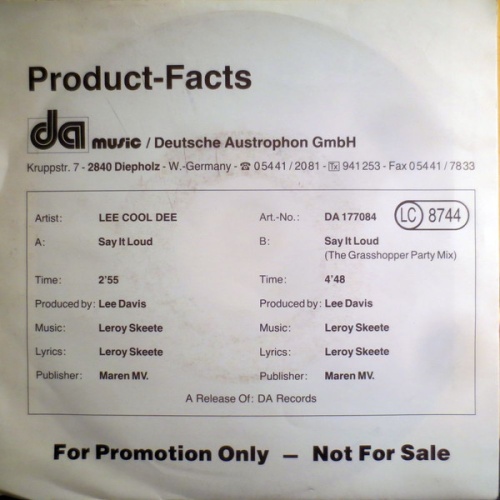 Product-Facts
da music / Deutsche Austrophon GmbH
Kruppstr. 7 - 2840 Diepholz - W.-Germany - ☎ 05441/2081 - Tx 941253 - Fax 05441/7833
Artist: LEE COOL DEE Art.-No.: DA 177084 LC 8744
A: Say It Loud B: Say It Loud
(The Grasshopper Party Mix)
Time: 2'55 Time: 4'48
Produced by: Lee Davis Produced by: Lee Davis
Music: Leroy Skeete Music: Leroy Skeete
Lyrics: Leroy Skeete Lyrics: Leroy Skeete
Publisher: Maren MV. Publisher: Maren MV.
A Release Of: DA Records
For Promotion Only — Not For Sale